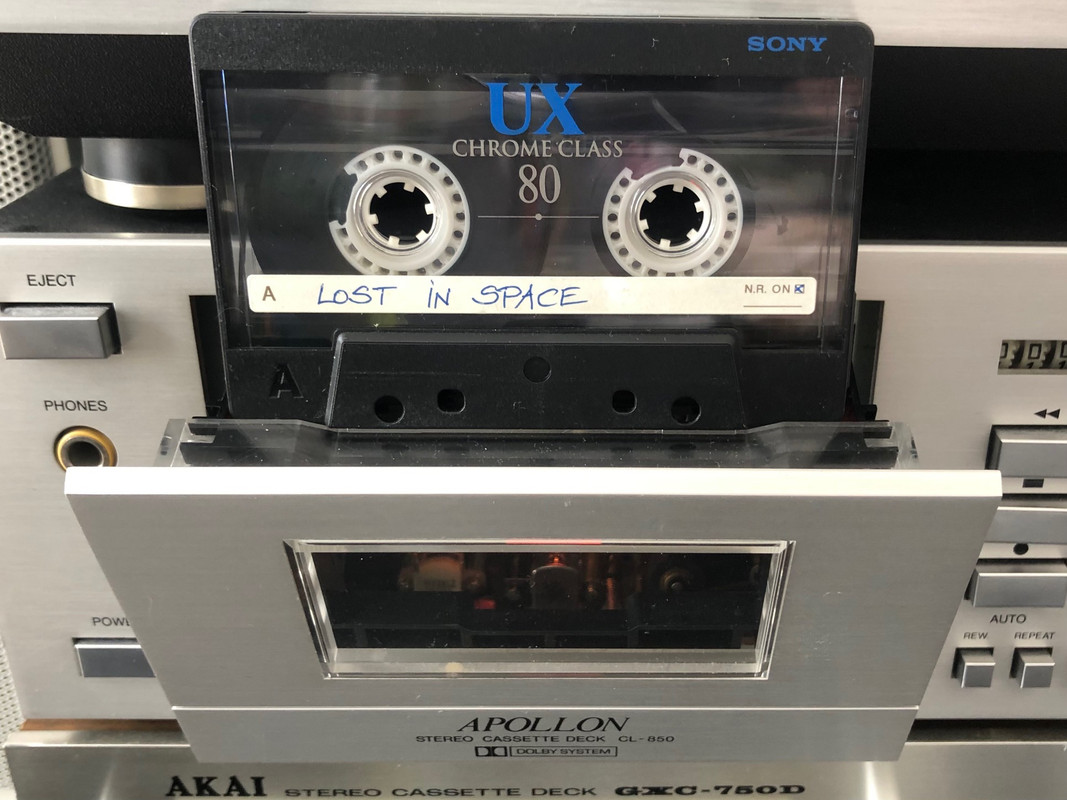 SONY
UX
CHROME CLASS
80
A LOST IN SPACE N.R. ON
A
EJECT
PHONES
AUTO
REW REPEAT
APOLLON
STEREO CASSETTE DECK CL-850
DOLBY SYSTEM
AKAI STEREO CASSETTE DECK GXC-750D